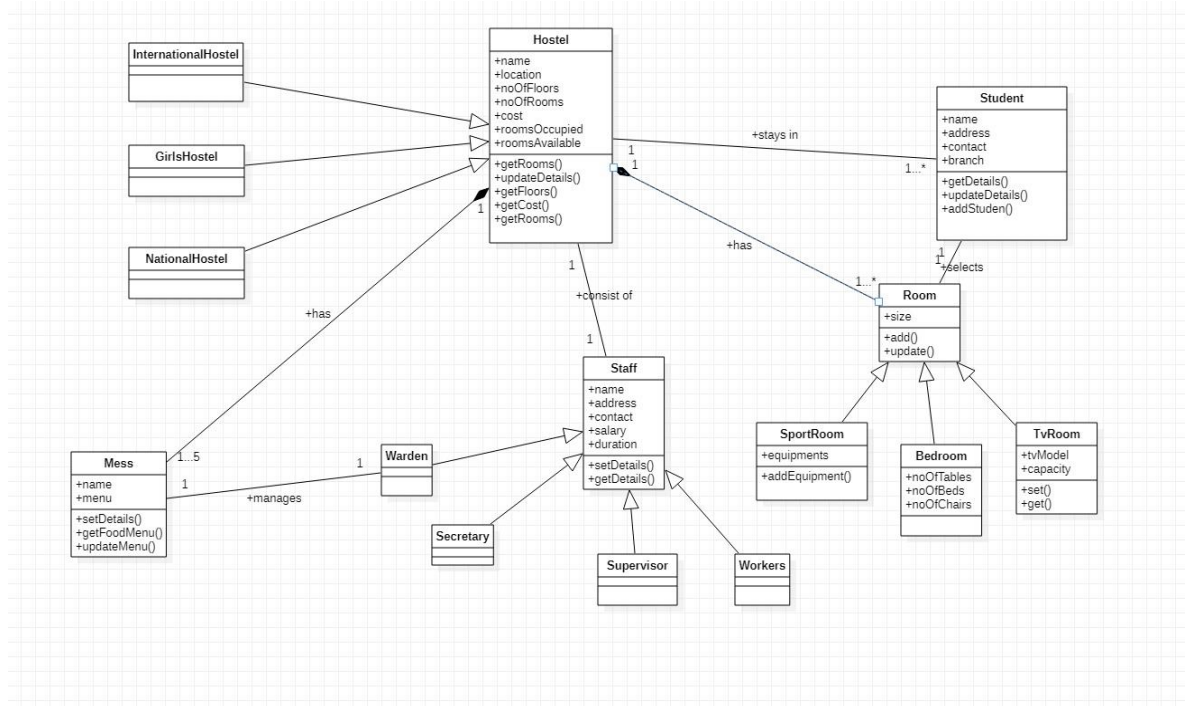 InternationalHostel
GirlsHostel
NationalHostel
Hostel
+name
+location
+noOfFloors
+noOfRooms
+cost
+roomsOccupied
+roomsAvailable
+getRooms()
+updateDetails()
+getFloors()
+getCost()
+getRooms()
Student
+name
+address
+contact
+branch
+getDetails()
+updateDetails()
+addStuden()
+stays in
1
1...*
1
+has
1...*
1
1
+selects
Room
+size
+add()
+update()
1
+has
1...5
1
+consist of
1
Staff
+name
+address
+contact
+salary
+duration
+setDetails()
+getDetails()
SportRoom
+equipments
+addEquipment()
Bedroom
+noOfTables
+noOfBeds
+noOfChairs
TvRoom
+tvModel
+capacity
+set()
+get()
Mess
+name
+menu
+setDetails()
+getFoodMenu()
+updateMenu()
1
+manages
1
Warden
Secretary
Supervisor
Workers